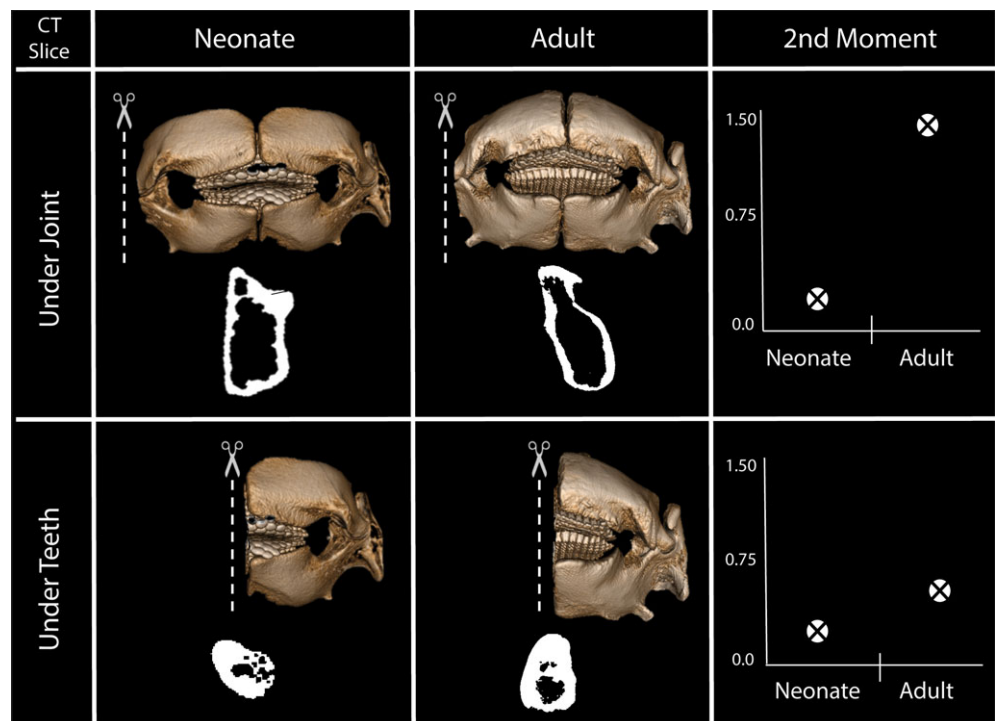 CT
Slice
Neonate
Adult
2nd Moment
Under Joint
1.50
0.75
0.0
Neonate
Adult
Under Teeth
1.50
0.75
0.0
Neonate
Adult